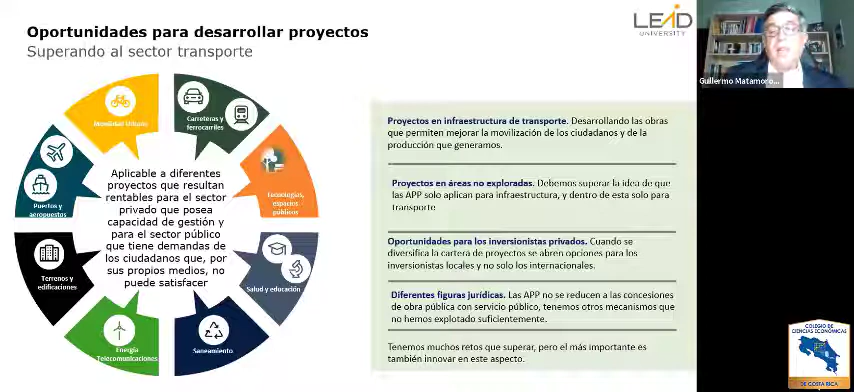 Oportunidades para desarrollar proyectos
Superando al sector transporte
LEAD
UNIVERSITY
Guillermo Matamoro...
Movilidad Urbana
Carreteras y
ferrocarriles
Tecnologías,
espacios
públicos
Salud y educación
Saneamiento
Energía
Telecomunicaciones
Terrenos y
edificaciones
Puertos y
aeropuertos
Aplicable a diferentes
proyectos que resultan
rentables para el sector
privado que posea
capacidad de gestión y
para el sector público
que tiene demandas de
los ciudadanos que, por
sus propios medios, no
puede satisfacer
Proyectos en infraestructura de transporte. Desarrollando las obras
que permiten mejorar la movilización de los ciudadanos y de la
producción que generamos.
Proyectos en áreas no exploradas. Debemos superar la idea de que
las APP solo aplican para infraestructura, y dentro de esta solo para
transporte
Oportunidades para los inversionistas privados. Cuando se
diversifica la cartera de proyectos se abren opciones para los
inversionistas locales y no solo los internacionales.
Diferentes figuras jurídicas. Las APP no se reducen a las concesiones
de obra pública con servicio público, tenemos otros mecanismos que
no hemos explotado suficientemente.
Tenemos muchos retos que superar, pero el más importante es
también innovar en este aspecto.
COLEGIO DE
CIENCIAS ECONÓMICAS
DE COSTA RICA